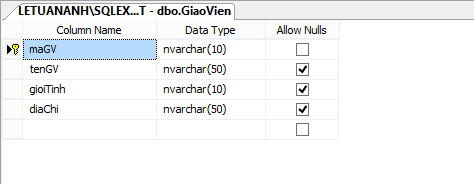 LETUANANH\SQLEX...T - dbo.GiaoVien
Column Name Data Type Allow Nulls
maGV nvarchar(10)
tenGV nvarchar(50)
gioiTinh nvarchar(10)
diaChi nvarchar(50)